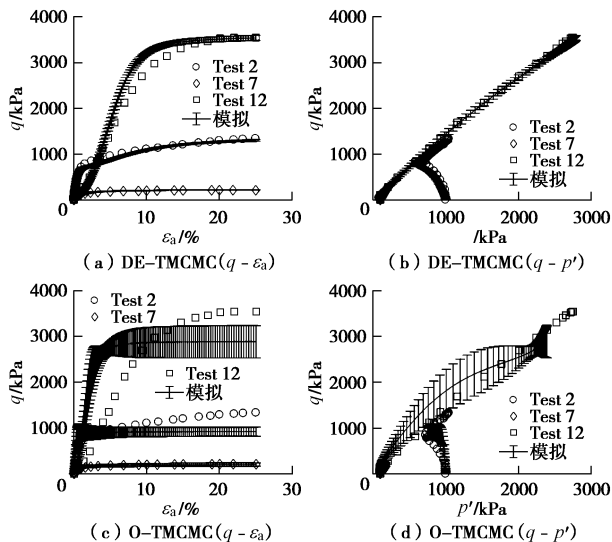 4000
3000
2000
1000
0
q/kPa
Test 2
Test 7
Test 12
模拟
0
10
20
30
εa/%
(a) DE-TMCMC(q - εa)
4000
3000
2000
1000
0
q/kPa
Test 2
Test 7
Test 12
模拟
0
1000
2000
3000
/kPa
(b) DE-TMCMC(q - p′)
4000
3000
2000
1000
0
q/kPa
Test 2
Test 7
Test 12
模拟
0
10
20
30
εa/%
(c) O-TMCMC(q - εa)
4000
3000
2000
1000
0
q/kPa
Test 2
Test 7
Test 12
模拟
0
1000
2000
3000
p′/kPa
(d) O-TMCMC(q - p′)